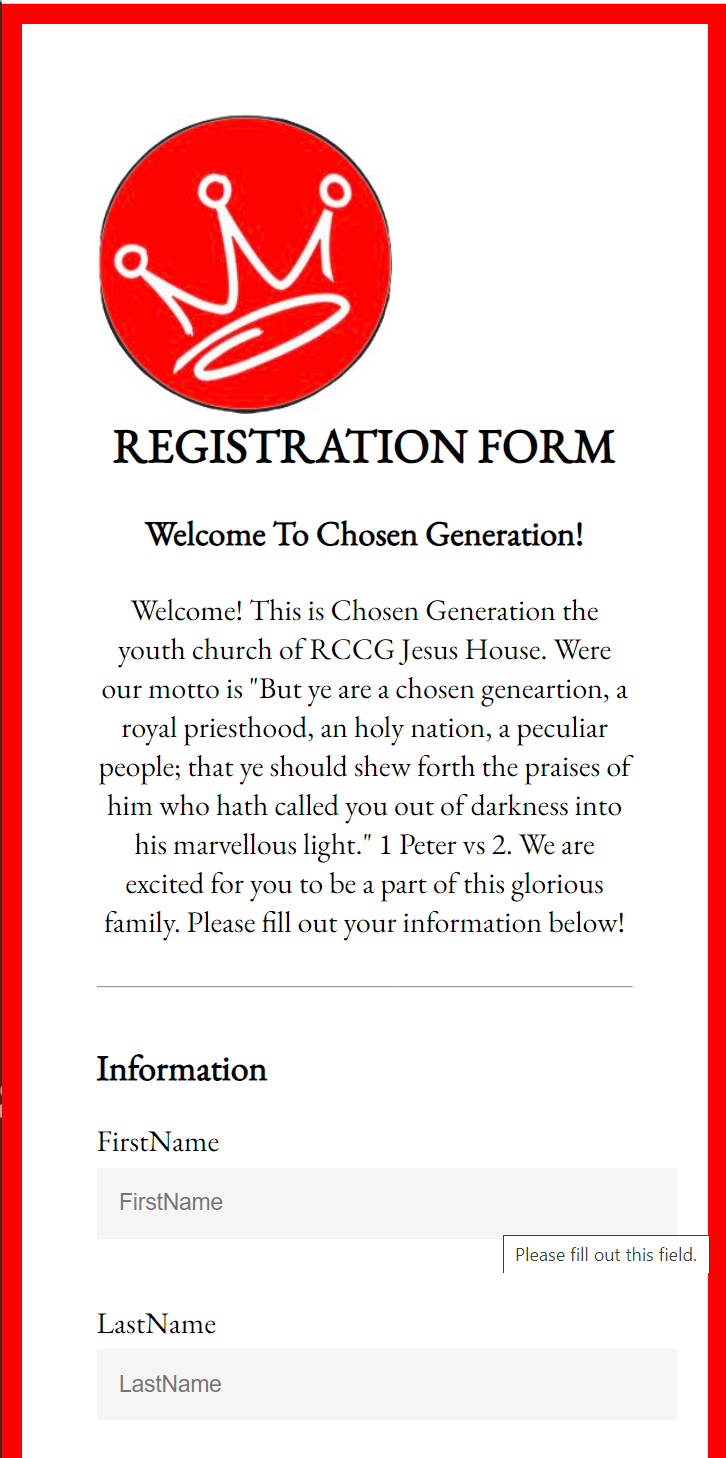 REGISTRATION FORM
Welcome To Chosen Generation!
Welcome! This is Chosen Generation the
youth church of RCCG Jesus House. Were
our motto is "But ye are a chosen geneartion, a
royal priesthood, an holy nation, a peculiar
people; that ye should shew forth the praises of
him who hath called you out of darkness into
his marvellous light." 1 Peter vs 2. We are
excited for you to be a part of this glorious
family. Please fill out your information below!
Information
FirstName
FirstName
Please fill out this field.
LastName
LastName